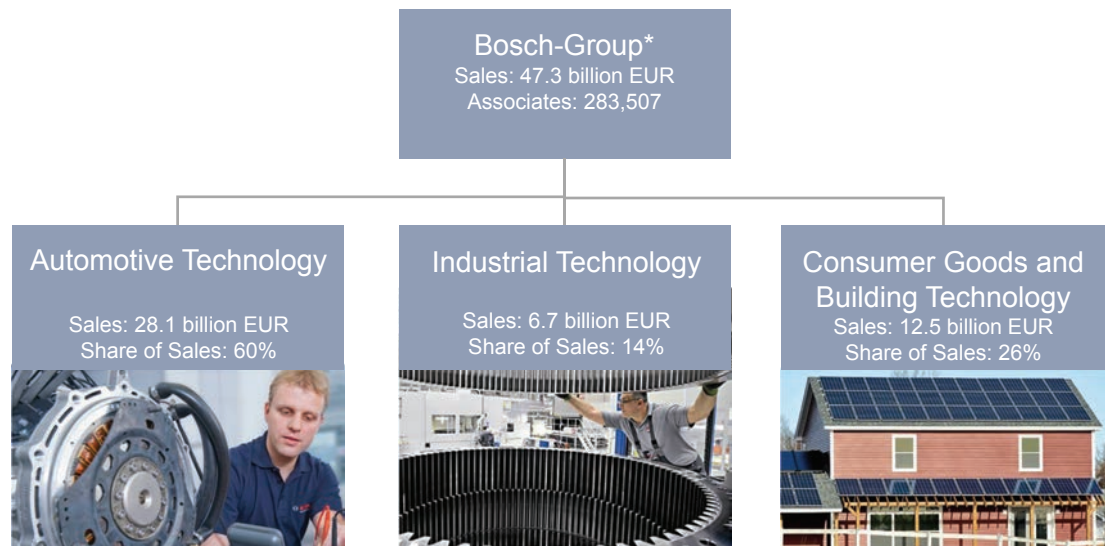 Bosch-Group*
Sales: 47.3 billion EUR
Associates: 283,507
Automotive Technology
Sales: 28.1 billion EUR
Share of Sales: 60%
Industrial Technology
Sales: 6.7 billion EUR
Share of Sales: 14%
Consumer Goods and
Building Technology
Sales: 12.5 billion EUR
Share of Sales: 26%